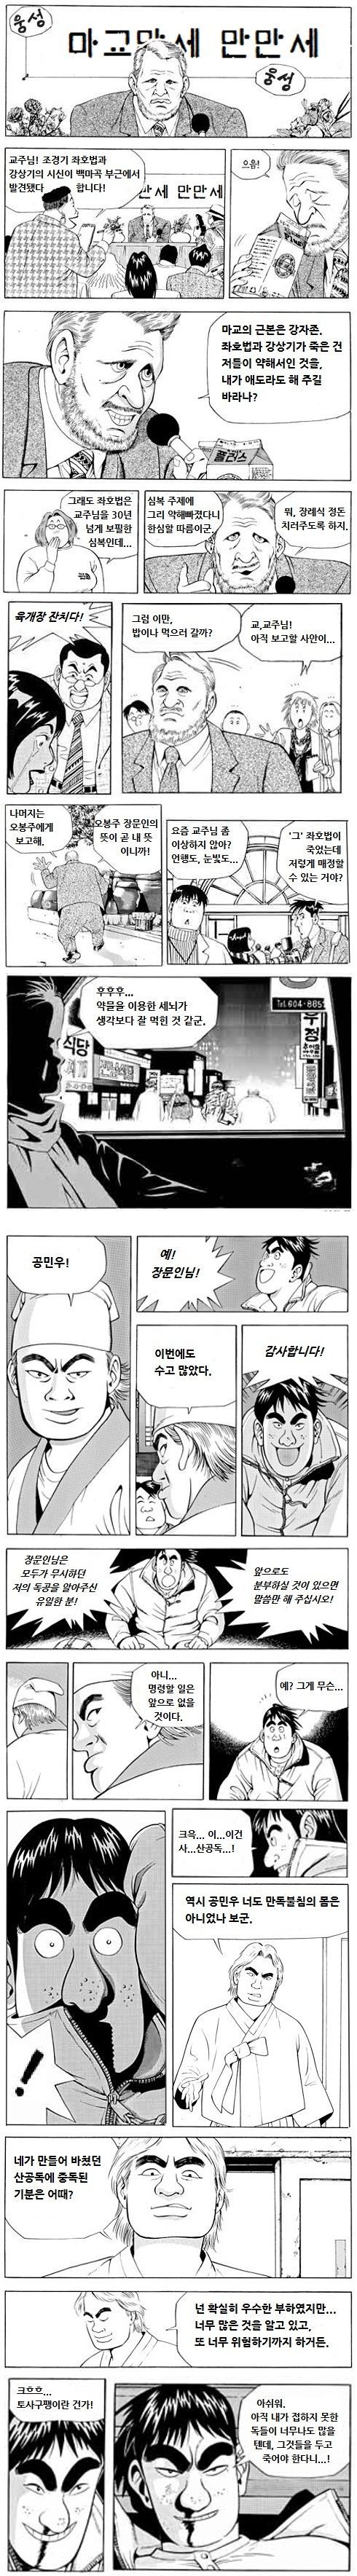 웅성
마교만세 만만세
웅성
교주님! 조경기 좌호법과
강상기의 시신이 백마곡 부근에서
발견됐다 합니다!
만세 만만세
으음!
마교의 근본은 강자존.
좌호법과 강상기가 죽은 건
저들이 약해서인 것을,
내가 애도라도 해 주길
바라나?
그래도 좌호법은
교주님을 30년
넘게 보필한
심복인데...
심복 주제에
그리 약해빠졌다니
한심할 따름이군.
뭐, 장례식 정돈
치러주도록 하지.
육개장 잔치다!
그럼 이만,
밥이나 먹으러 갈까?
교,교주님!
아직 보고할 사안이...
나머지는
오봉주에게
보고해.
오봉주 장문인의
뜻이 곧 내 뜻
이니까!
요즘 교주님 좀
이상하지 않아?
언행도, 눈빛도...
'그' 좌호법이
죽었는데
저렇게 매정할
수 있는 거야?
후후후...
약물을 이용한 세뇌가
생각보다 잘 먹힌 것 같군.
Tel.604-885
식당
공민우!
예!
장문인님!
이번에도
수고 많았다.
감사합니다!
장문인님은
모두가 무시하던
저의 독공을 알아주신
유일한 분!
앞으로도
분부하실 것이 있으면
말씀만 해 주십시오!
아니...
명령할 일은
앞으로 없을
것이다.
예? 그게 무슨...
크윽... 이...이건
사...산공독...!
!
역시 공민우 너도 만독불침의 몸은
아니었나 보군.
네가 만들어 바쳤던
산공독에 중독된
기분은 어때?
넌 확실히 우수한 부하였지만...
너무 많은 것을 알고 있고,
또 너무 위험하기까지 하거든.
크흐흐...
토사구팽이란 건가!
아쉬워.
아직 내가 접하지 못한
독들이 너무나도 많을
텐데, 그것들을 두고
죽어야 한다니...!